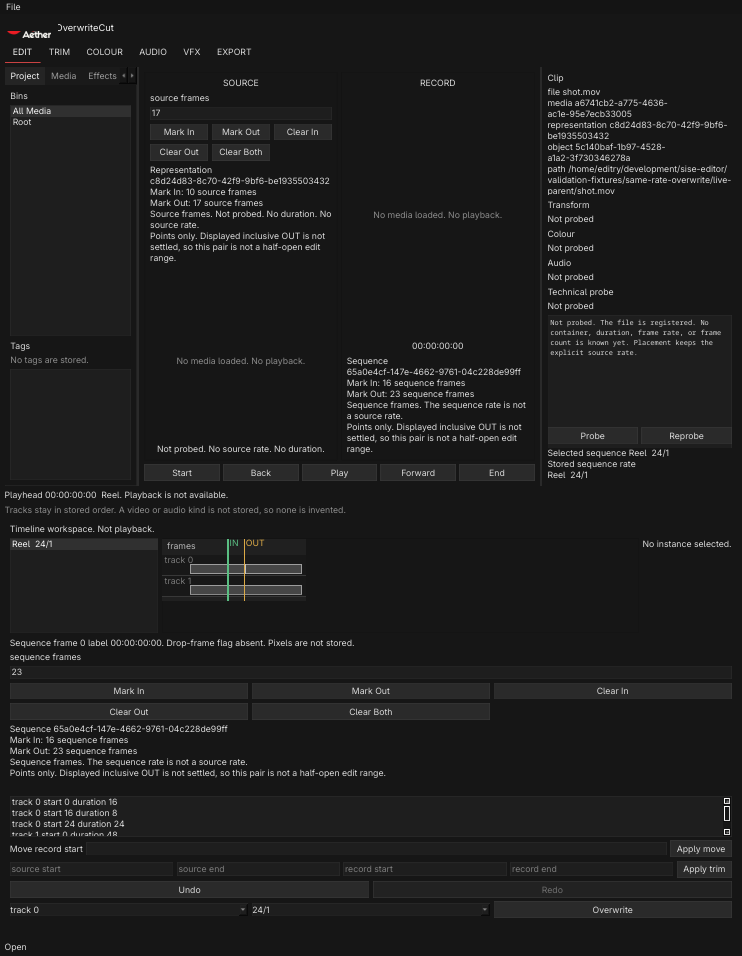 File
Aether
OverwriteCut
EDIT TRIM COLOUR AUDIO VFX EXPORT
Project Media Effects
Bins
All Media
Root
Tags
No tags are stored.
SOURCE
source frames
17
Mark In Mark Out Clear In
Clear Out Clear Both
Representation
c8d24d83-8c70-42f9-9bf6-be1935503432
Mark In: 10 source frames
Mark Out: 17 source frames
Source frames. Not probed. No duration. No
source rate.
Points only. Displayed inclusive OUT is not
settled, so this pair is not a half-open edit
range.
No media loaded. No playback.
Not probed. No source rate. No duration.
RECORD
No media loaded. No playback.
00:00:00:00
Sequence
65a0e4cf-147e-4662-9761-04c228de99ff
Mark In: 16 sequence frames
Mark Out: 23 sequence frames
Sequence frames. The sequence rate is not
a source rate.
Points only. Displayed inclusive OUT is not
settled, so this pair is not a half-open edit
range.
Start Back Play Forward End
Clip
file shot.mov
media a6741cb2-a775-4636-
ac1e-95e7ecb33005
representation c8d24d83-8c70-42f9-9bf6-
be1935503432
object 5c140baf-1b97-4528-
a1a2-3f730346278a
path /home/editry/development/sise-editor/
validation-fixtures/same-rate-overwrite/live-
parent/shot.mov
Transform
Not probed
Colour
Not probed
Audio
Not probed
Technical probe
Not probed
Not probed. The file is registered. No
container, duration, frame rate, or frame
count is known yet. Placement keeps the
explicit source rate.
Probe Reprobe
Selected sequence Reel 24/1
Stored sequence rate
Reel 24/1
Playhead 00:00:00:00 Reel. Playback is not available.
Tracks stay in stored order. A video or audio kind is not stored, so none is invented.
Timeline workspace. Not playback.
Reel 24/1
frames IN OUT
track 0
track 1
No instance selected.
Sequence frame 0 label 00:00:00:00. Drop-frame flag absent. Pixels are not stored.
sequence frames
23
Mark In Mark Out Clear In
Clear Out Clear Both
Sequence 65a0e4cf-147e-4662-9761-04c228de99ff
Mark In: 16 sequence frames
Mark Out: 23 sequence frames
Sequence frames. The sequence rate is not a source rate.
Points only. Displayed inclusive OUT is not settled, so this pair is not a half-open edit range.
track 0 start 0 duration 16
track 0 start 16 duration 8
track 0 start 24 duration 24
track 1 start 0 duration 48
Move record start Apply move
source start source end record start record end Apply trim
Undo Redo
track 0 24/1 Overwrite
Open